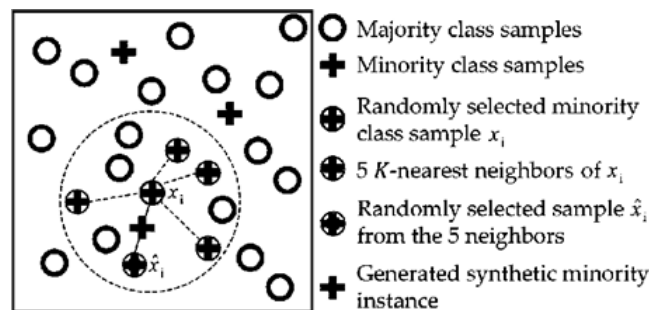 Majority class samples
Minority class samples
Randomly selected minority
class sample xᵢ
5 K-nearest neighbors of xᵢ
Randomly selected sample x̂ᵢ
from the 5 neighbors
Generated synthetic minority
instance
xᵢ
x̂ᵢ